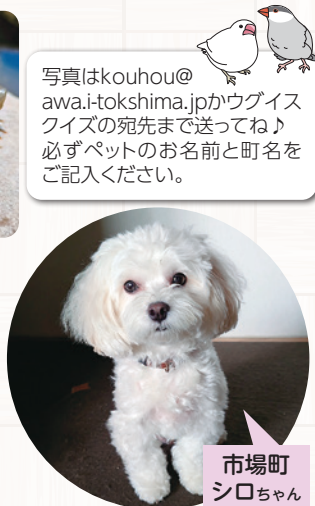 写真はkouhou@
awa.i-tokshima.jpかウグイス
クイズの宛先まで送ってね♪
必ずペットのお名前と町名を
ご記入ください。
市場町
シロちゃん